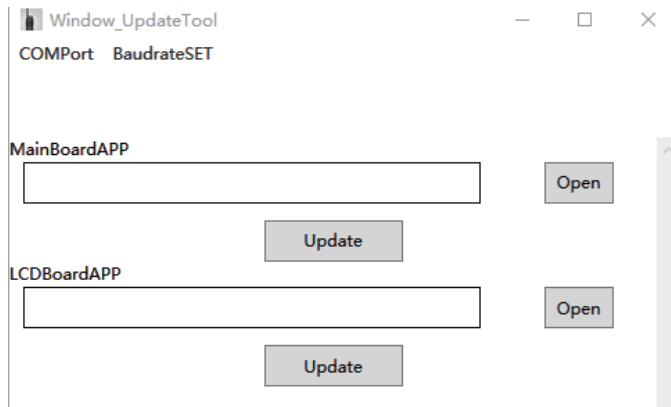 Window_UpdateTool
COMPort BaudrateSET
MainBoardAPP
Open
Update
LCDBoardAPP
Open
Update